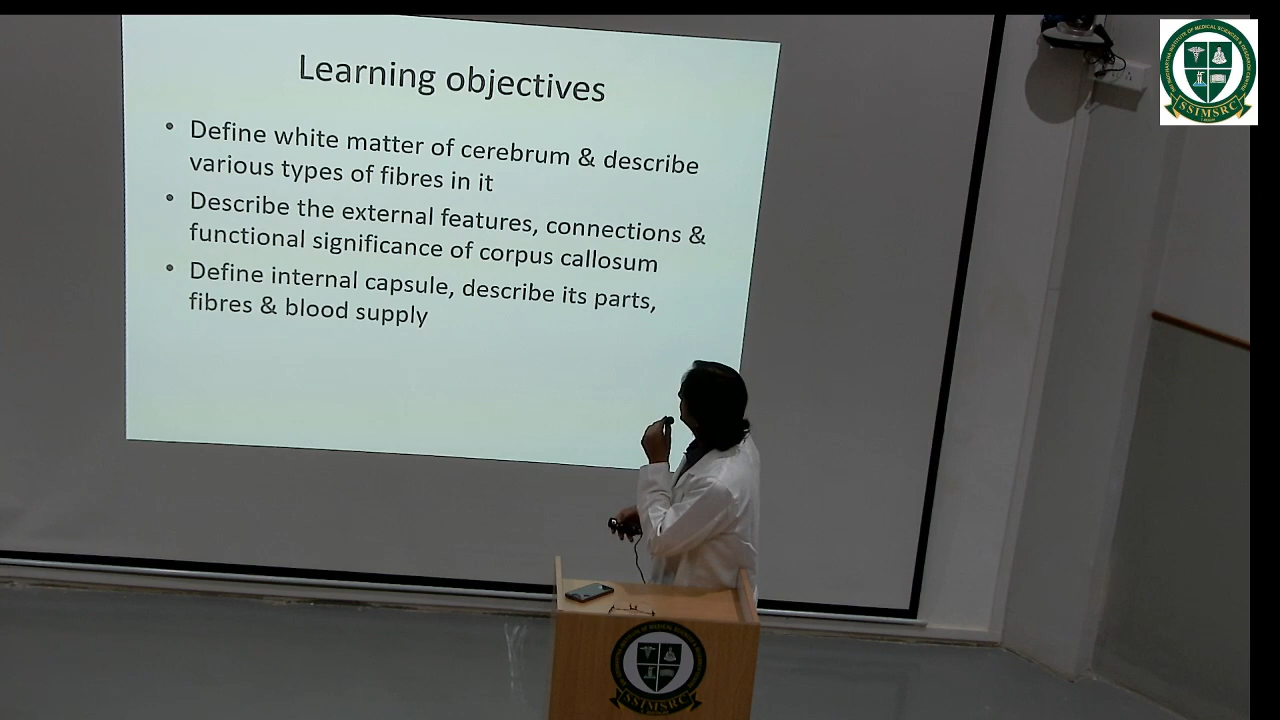 Learning objectives
• Define white matter of cerebrum & describe
various types of fibres in it
• Describe the external features, connections &
functional significance of corpus callosum
• Define internal capsule, describe its parts,
fibres & blood supply
SSIMSRC
SSIMSRC